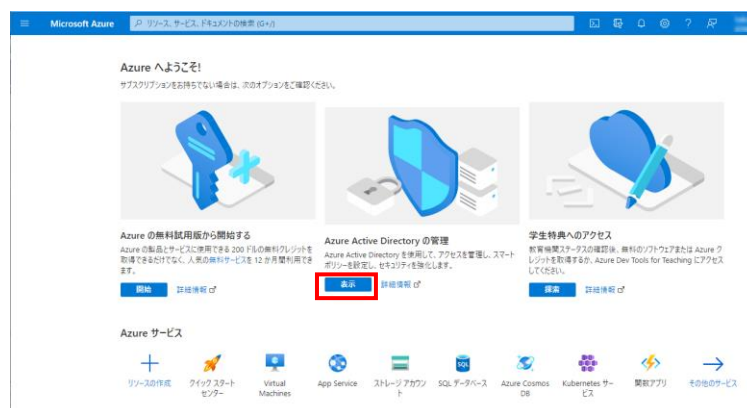 Microsoft Azure
リソース、サービス、ドキュメントの検索 (G+/)
Azure へようこそ!
サブスクリプションをお持ちでない場合は、次のオプションをご確認ください。
Azure の無料試用版から開始する
Azure の製品とサービスに使用できる 200 ドルの無料クレジットを
取得できるだけでなく、人気の無料サービスを 12 か月間利用でき
ます。
開始
詳細情報
Azure Active Directory の管理
Azure Active Directory を使用して、アクセスを管理し、スマート
ポリシーを設定し、セキュリティを強化します。
表示
詳細情報
学生特典へのアクセス
教育機関ステータスの確認後、無料のソフトウェアまたは Azure ク
レジットを取得するか、Azure Dev Tools for Teaching にアクセス
してください。
探索
詳細情報
Azure サービス
リソースの作成
クイック スタート
センター
Virtual
Machines
App Service
ストレージ アカウン
ト
SQL
SQL データベース
Azure Cosmos
DB
Kubernetes サー
ビス
関数アプリ
その他のサービス